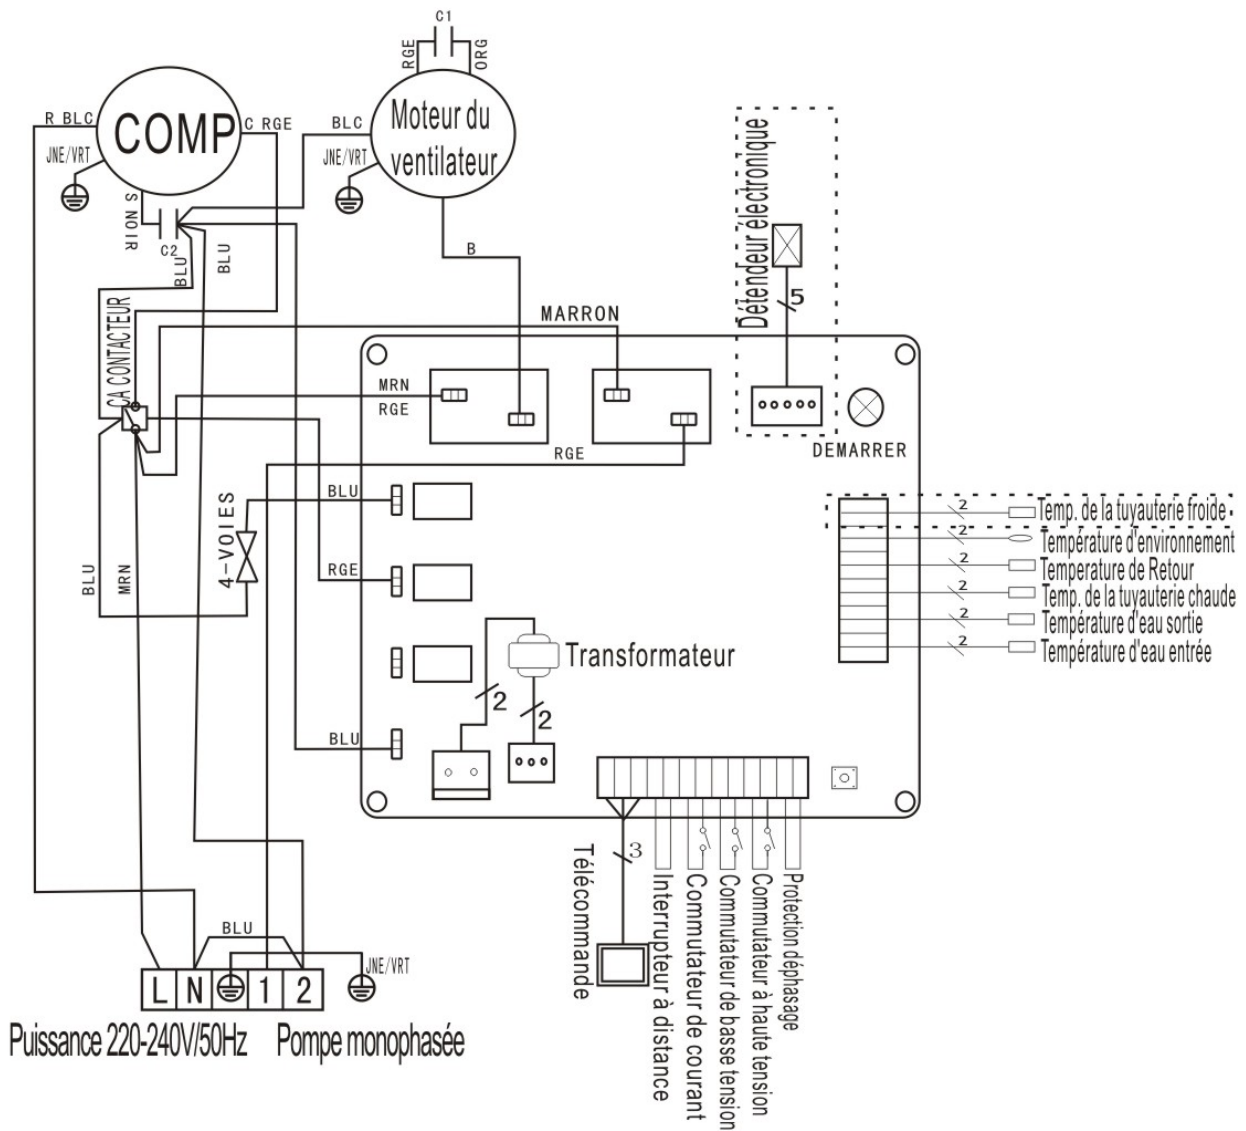 C1
RGE
ORG
R BLC
COMP
C RGE
BLC
Moteur du
ventilateur
JNE/VRT
JNE/VRT
S NOIR
C2
BLU
BLU
B
Détendeur électronique
5
CA CONTACTEUR
MARRON
MRN
RGE
DEMARRER
RGE
BLU
4-VOIES
RGE
BLU
MRN
2
Temp. de la tuyauterie froide
2
Température d'environnement
2
Temperature de Retour
2
Temp. de la tuyauterie chaude
2
Température d'eau sortie
2
Température d'eau entrée
Transformateur
2
2
BLU
3
Télécommande
Interrupteur à distance
Commutateur de courant
Commutateur de basse tension
Commutateur à haute tension
Protection déphasage
BLU
JNE/VRT
L N 1 2
Puissance 220-240V/50Hz
Pompe monophasée